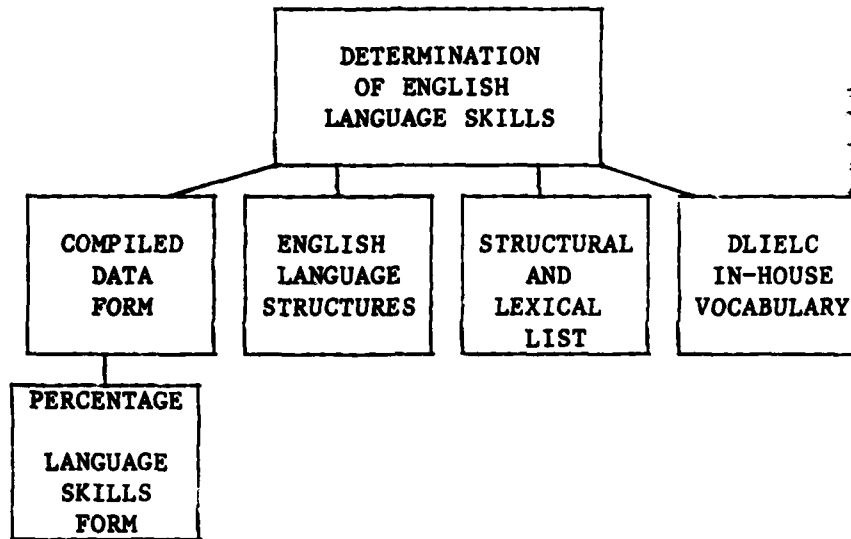 DETERMINATION
OF ENGLISH
LANGUAGE SKILLS
COMPILED
DATA
FORM
ENGLISH
LANGUAGE
STRUCTURES
STRUCTURAL
AND
LEXICAL
LIST
DLIELC
IN-HOUSE
VOCABULARY
PERCENTAGE
LANGUAGE
SKILLS
FORM